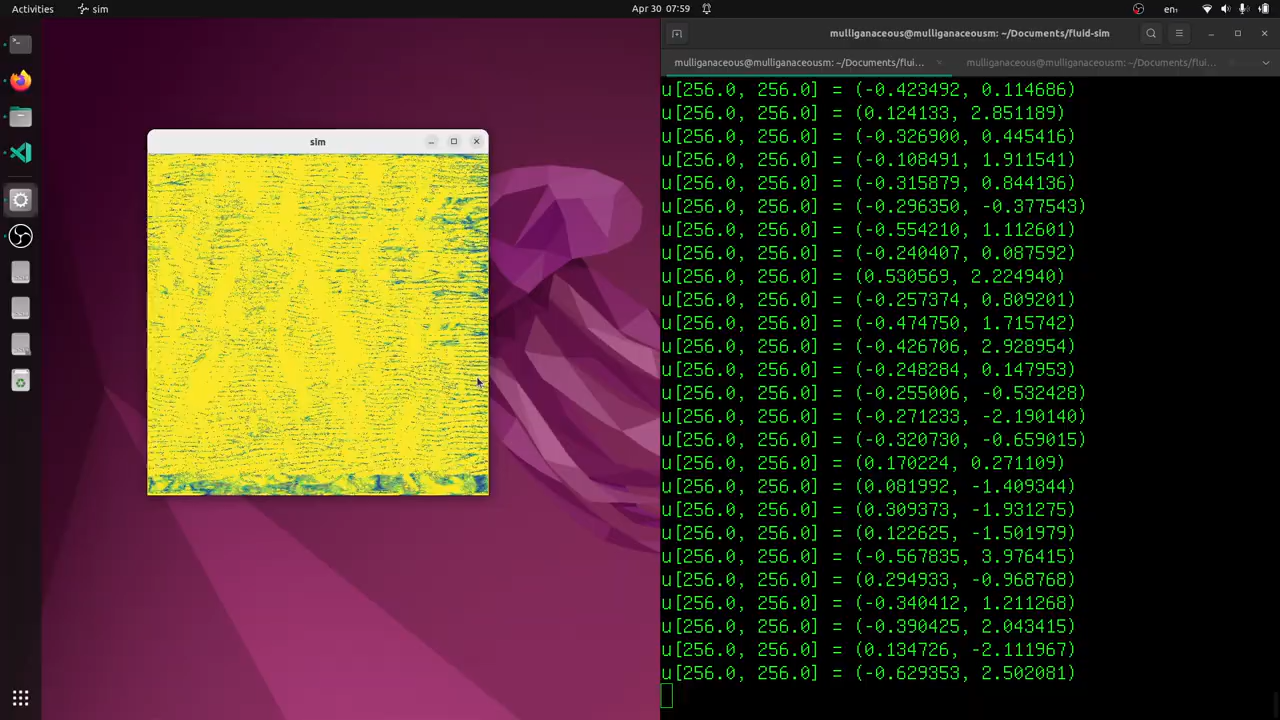 Activities
sim
Apr 30 07:59
en₁
mulliganaceous@mulliganaceousm: ~/Documents/fluid-sim
mulliganaceous@mulliganaceousm: ~/Documents/flui...
mulliganaceous@mulliganaceousm: ~/Documents/flui...
sim
u[256.0, 256.0] = (-0.423492, 0.114686)
u[256.0, 256.0] = (0.124133, 2.851189)
u[256.0, 256.0] = (-0.326900, 0.445416)
u[256.0, 256.0] = (-0.108491, 1.911541)
u[256.0, 256.0] = (-0.315879, 0.844136)
u[256.0, 256.0] = (-0.296350, -0.377543)
u[256.0, 256.0] = (-0.554210, 1.112601)
u[256.0, 256.0] = (-0.240407, 0.087592)
u[256.0, 256.0] = (0.530569, 2.224940)
u[256.0, 256.0] = (-0.257374, 0.809201)
u[256.0, 256.0] = (-0.474750, 1.715742)
u[256.0, 256.0] = (-0.426706, 2.928954)
u[256.0, 256.0] = (-0.248284, 0.147953)
u[256.0, 256.0] = (-0.255006, -0.532428)
u[256.0, 256.0] = (-0.271233, -2.190140)
u[256.0, 256.0] = (-0.320730, -0.659015)
u[256.0, 256.0] = (0.170224, 0.271109)
u[256.0, 256.0] = (0.081992, -1.409344)
u[256.0, 256.0] = (0.309373, -1.931275)
u[256.0, 256.0] = (0.122625, -1.501979)
u[256.0, 256.0] = (-0.567835, 3.976415)
u[256.0, 256.0] = (0.294933, -0.968768)
u[256.0, 256.0] = (-0.340412, 1.211268)
u[256.0, 256.0] = (-0.390425, 2.043415)
u[256.0, 256.0] = (0.134726, -2.111967)
u[256.0, 256.0] = (-0.629353, 2.502081)